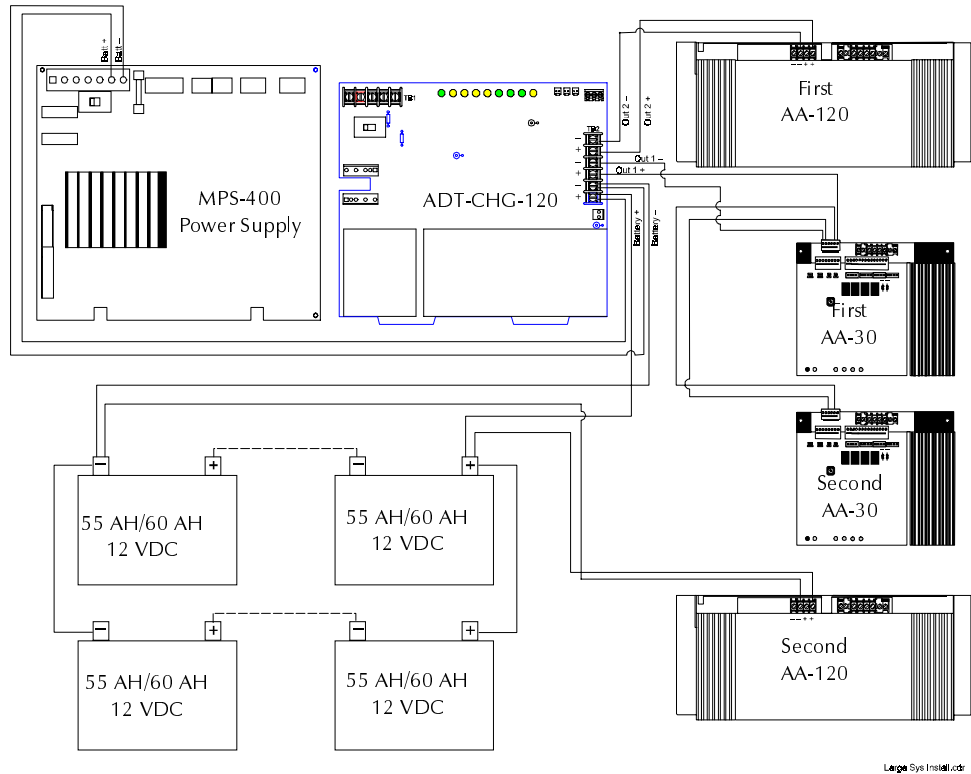 Batt +
Batt –
MPS-400
Power Supply
TB1
ADT-CHG-120
TB2
–
+
–
+
–
+
Out 2 –
Out 2 +
Out 1 –
Out 1 +
Battery +
Battery –
– – + +
First
AA-120
First
AA-30
Second
AA-30
– – + +
Second
AA-120
– + – +
55 AH/60 AH
12 VDC
55 AH/60 AH
12 VDC
– + – +
55 AH/60 AH
12 VDC
55 AH/60 AH
12 VDC
Large Sys Install.cdr